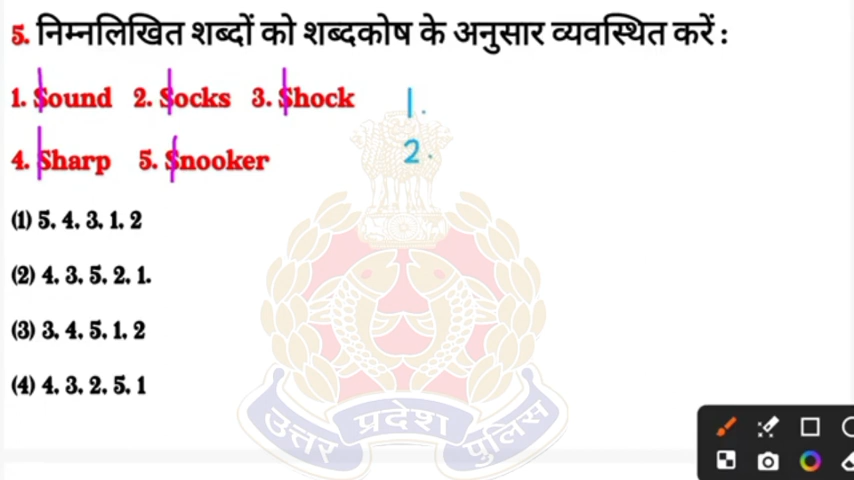 5. निम्नलिखित शब्दों को शब्दकोष के अनुसार व्यवस्थित करें :
1. Sound 2. Socks 3. Shock
1.
4. Sharp 5. Snooker
2.
(1) 5. 4. 3. 1. 2
(2) 4. 3. 5. 2. 1.
(3) 3. 4. 5. 1. 2
(4) 4. 3. 2. 5. 1
उत्तर प्रदेश पुलिस